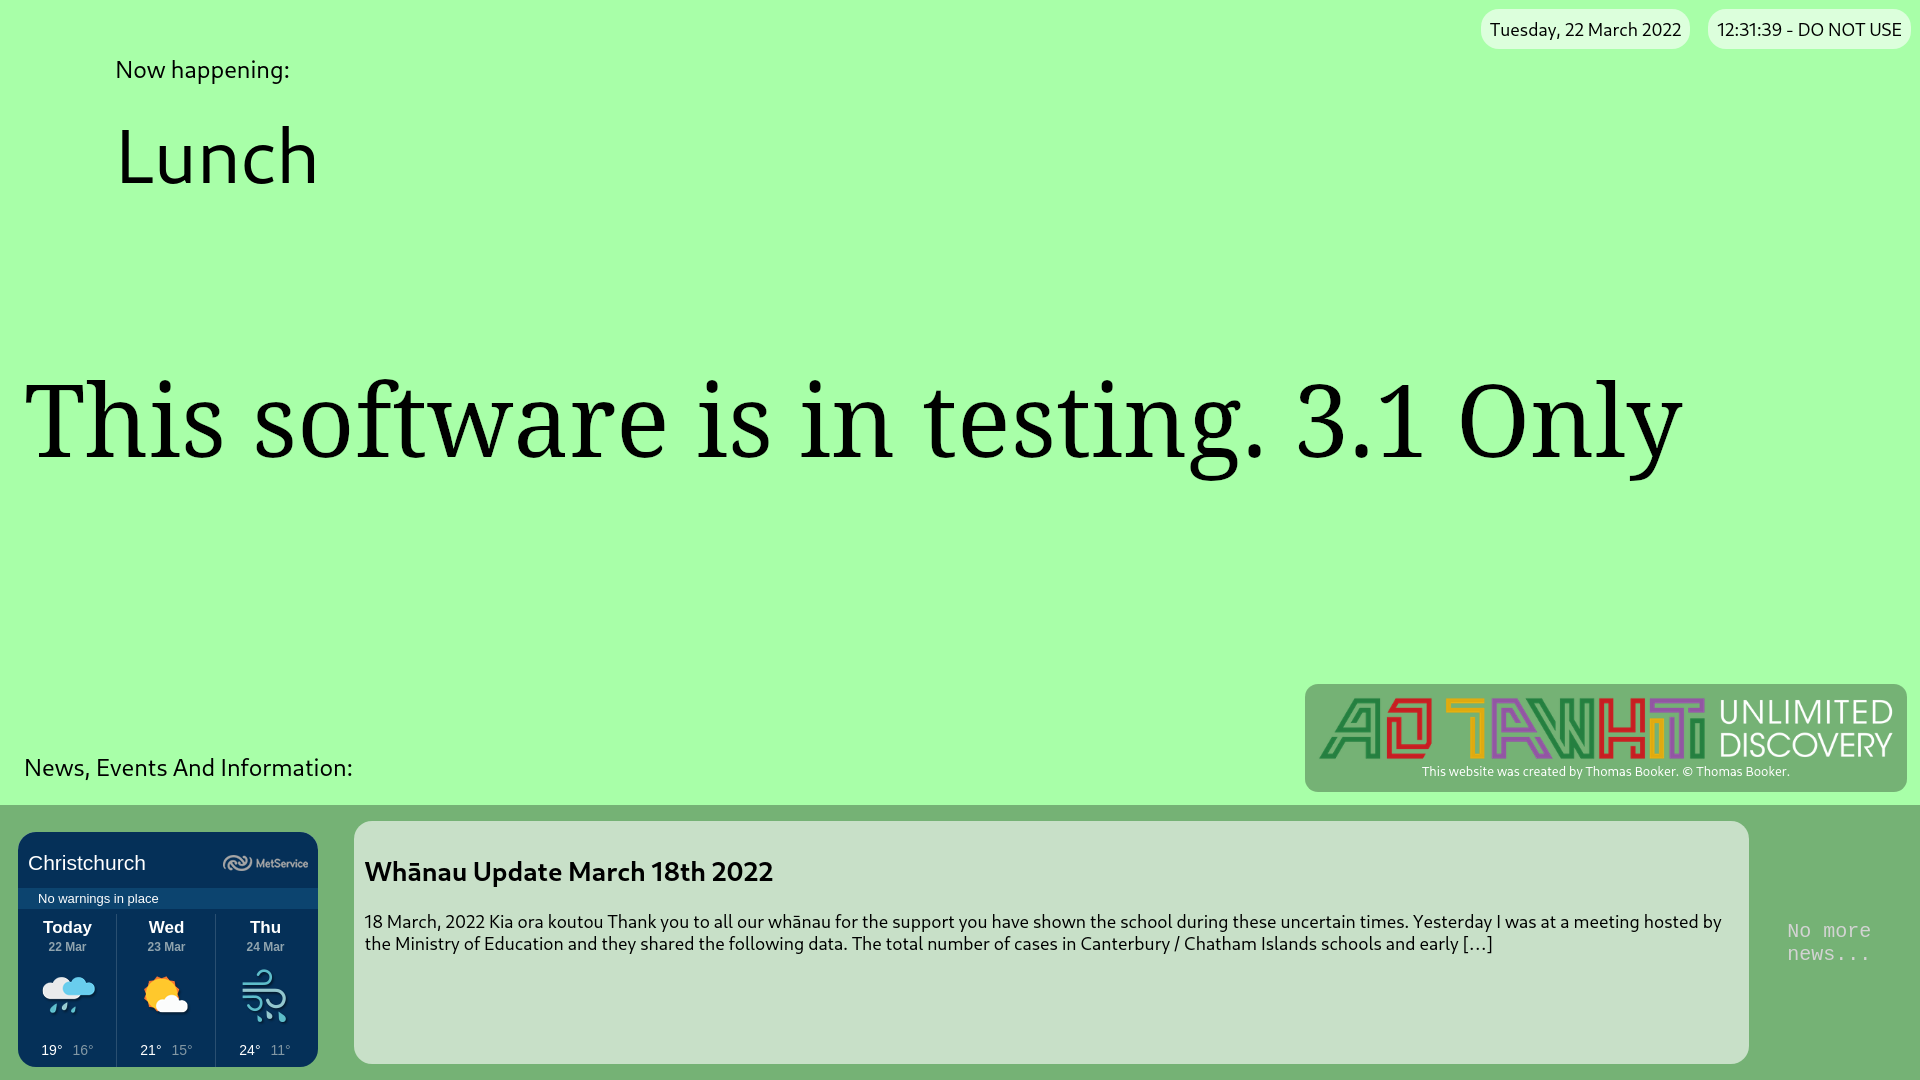 Tuesday, 22 March 2022
12:31:39 - DO NOT USE
Now happening:
Lunch
This software is in testing. 3.1 Only
AO TAWHITI UNLIMITED
DISCOVERY
This website was created by Thomas Booker. © Thomas Booker.
News, Events And Information:
Christchurch
MetService
No warnings in place
Today Wed Thu
22 Mar 23 Mar 24 Mar
19° 16° 21° 15° 24° 11°
Whānau Update March 18th 2022
18 March, 2022 Kia ora koutou Thank you to all our whānau for the support you have shown the school during these uncertain times. Yesterday I was at a meeting hosted by
the Ministry of Education and they shared the following data. The total number of cases in Canterbury / Chatham Islands schools and early […]
No more
news...